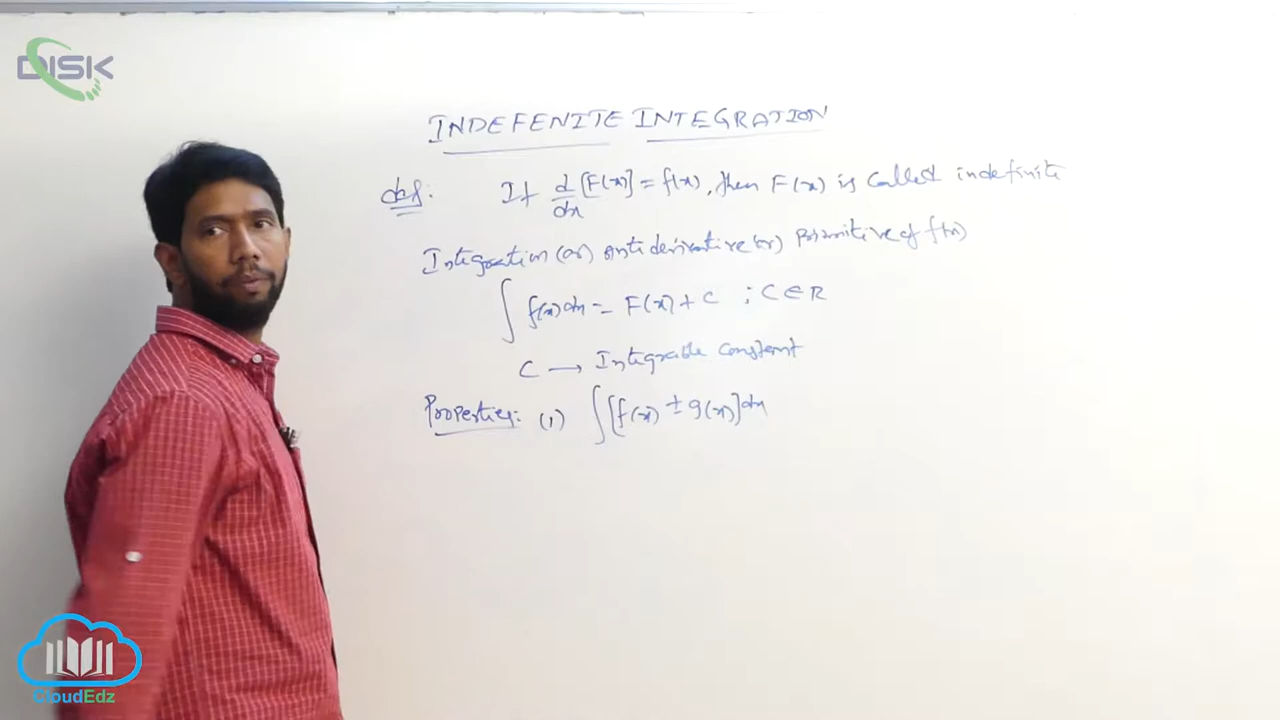 DISK
INDEFENITE INTEGRATION
def: If d/dx [F(x)] = f(x), then F(x) is called indefinite
Integration (or) antiderivative (or) Primitive of f(x)
∫ f(x)dx = F(x) + C ; C ∈ R
C → Integrable constant
Properties: (1) ∫ [f(x) ± g(x)]dx
CloudEdz